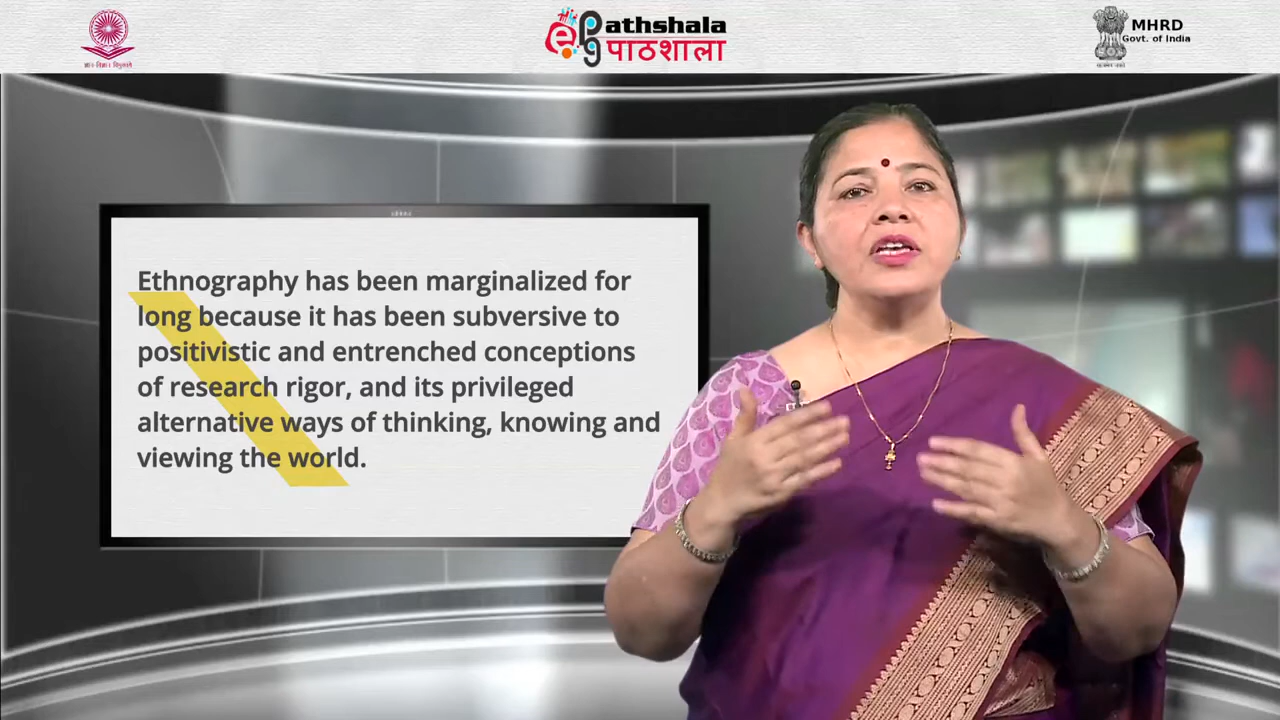 athshala
पाठशाला
MHRD
Govt. of India
Ethnography has been marginalized for
long because it has been subversive to
positivistic and entrenched conceptions
of research rigor, and its privileged
alternative ways of thinking, knowing and
viewing the world.